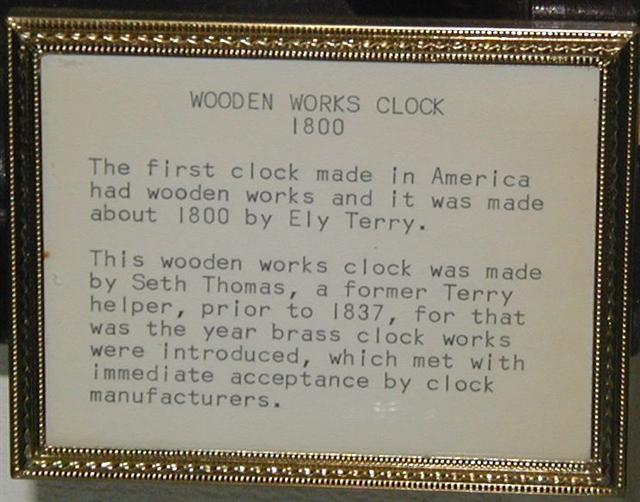 WOODEN WORKS CLOCK
1800
The first clock made in America
had wooden works and it was made
about 1800 by Ely Terry.
This wooden works clock was made
by Seth Thomas, a former Terry
helper, prior to 1837, for that
was the year brass clock works
were introduced, which met with
immediate acceptance by clock
manufacturers.